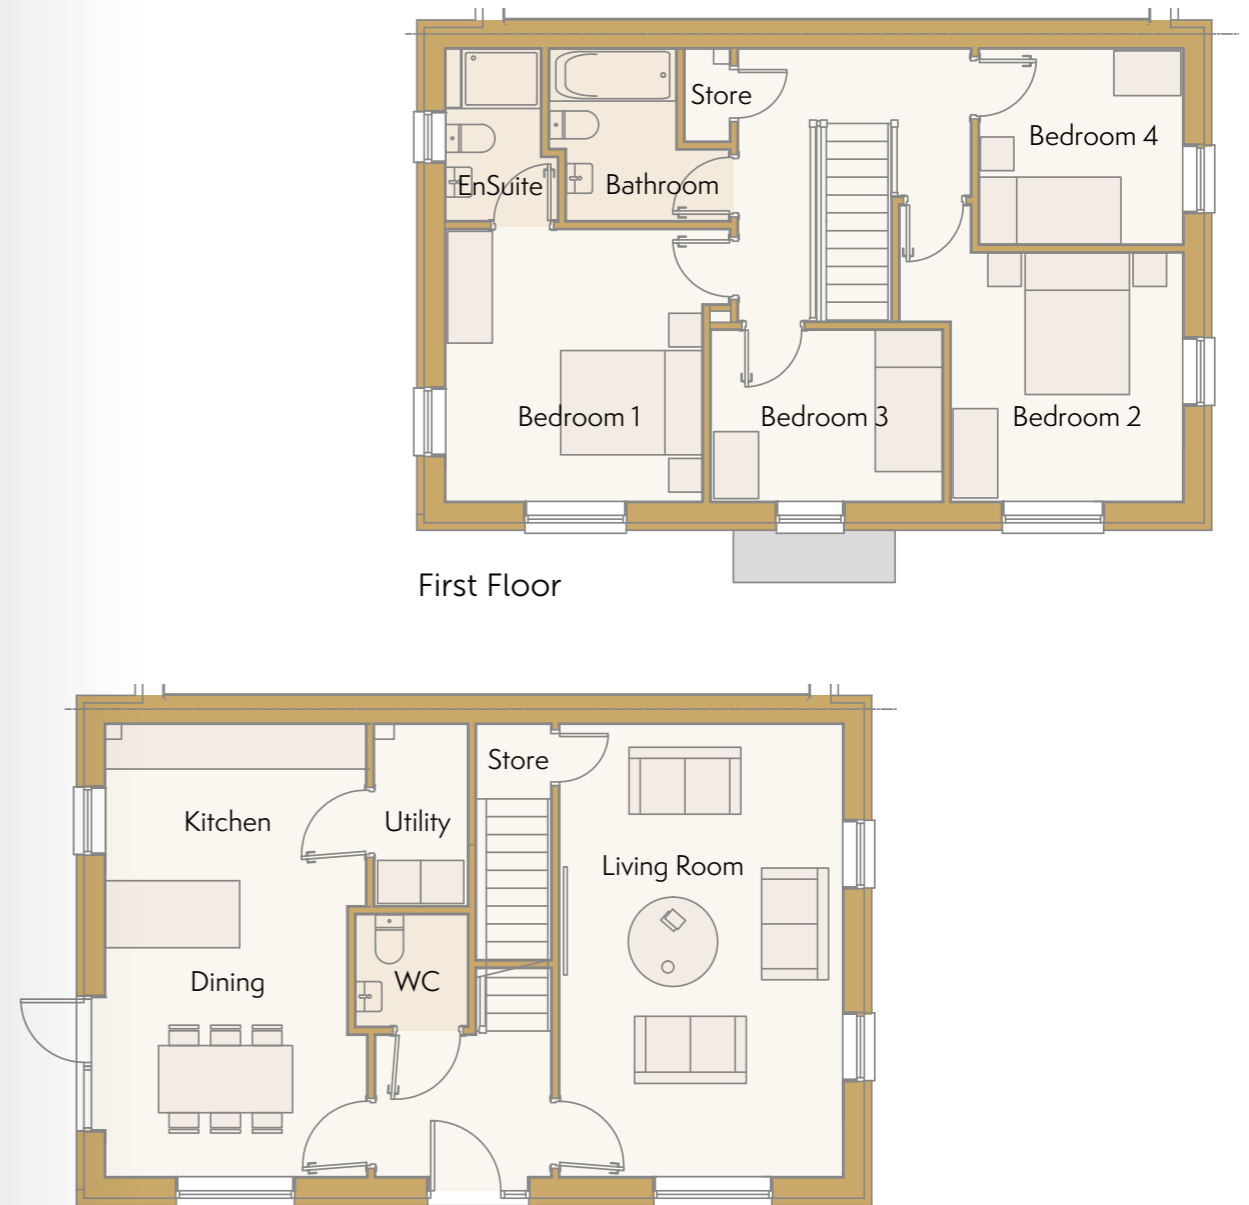 Store
Bedroom 4
EnSuite
Bathroom
Bedroom 1
Bedroom 3
Bedroom 2
First Floor
Store
Kitchen
Utility
Living Room
Dining
WC